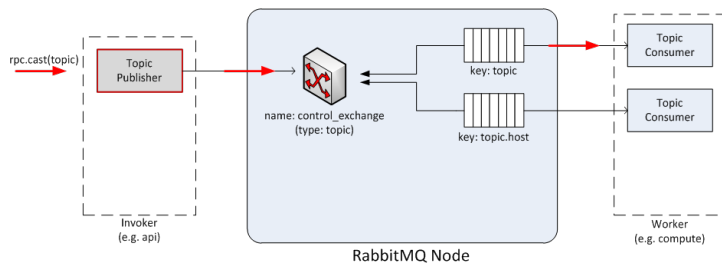 rpc.cast(topic)
Topic
Publisher
Invoker
(e.g. api)
name: control_exchange
(type: topic)
key: topic
key: topic.host
RabbitMQ Node
Topic
Consumer
Topic
Consumer
Worker
(e.g. compute)